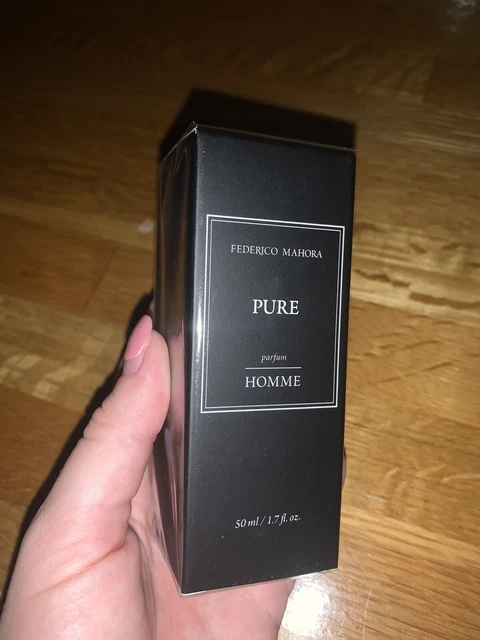 FEDERICO MAHORA
PURE
parfum
HOMME
50 ml / 1.7 fl. oz.